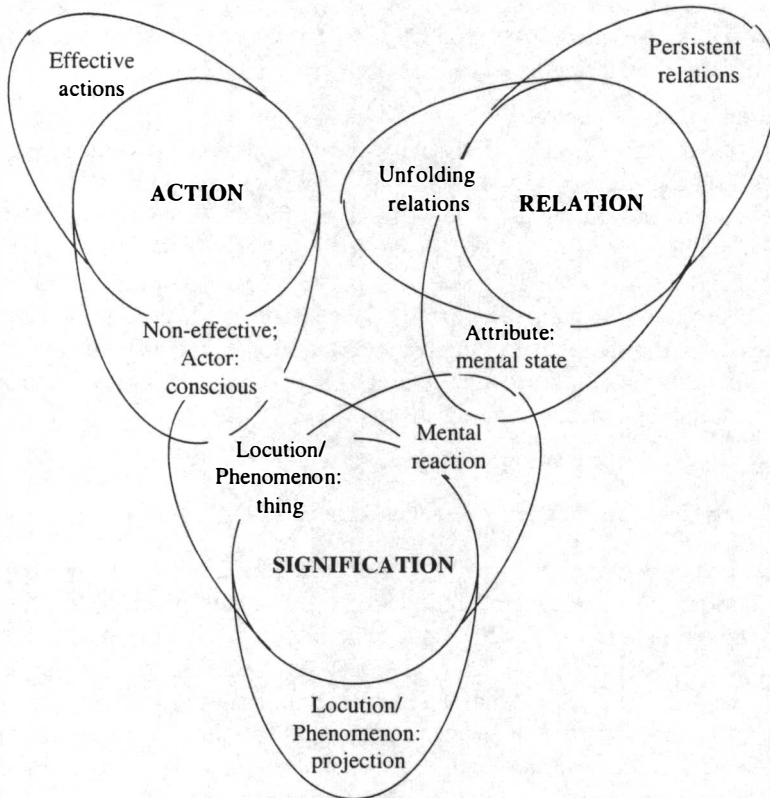 Effective
actions
Persistent
relations
ACTION
Unfolding
relations
RELATION
Non-effective;
Actor:
conscious
Attribute:
mental state
Locution/
Phenomenon:
thing
Mental
reaction
SIGNIFICATION
Locution/
Phenomenon:
projection